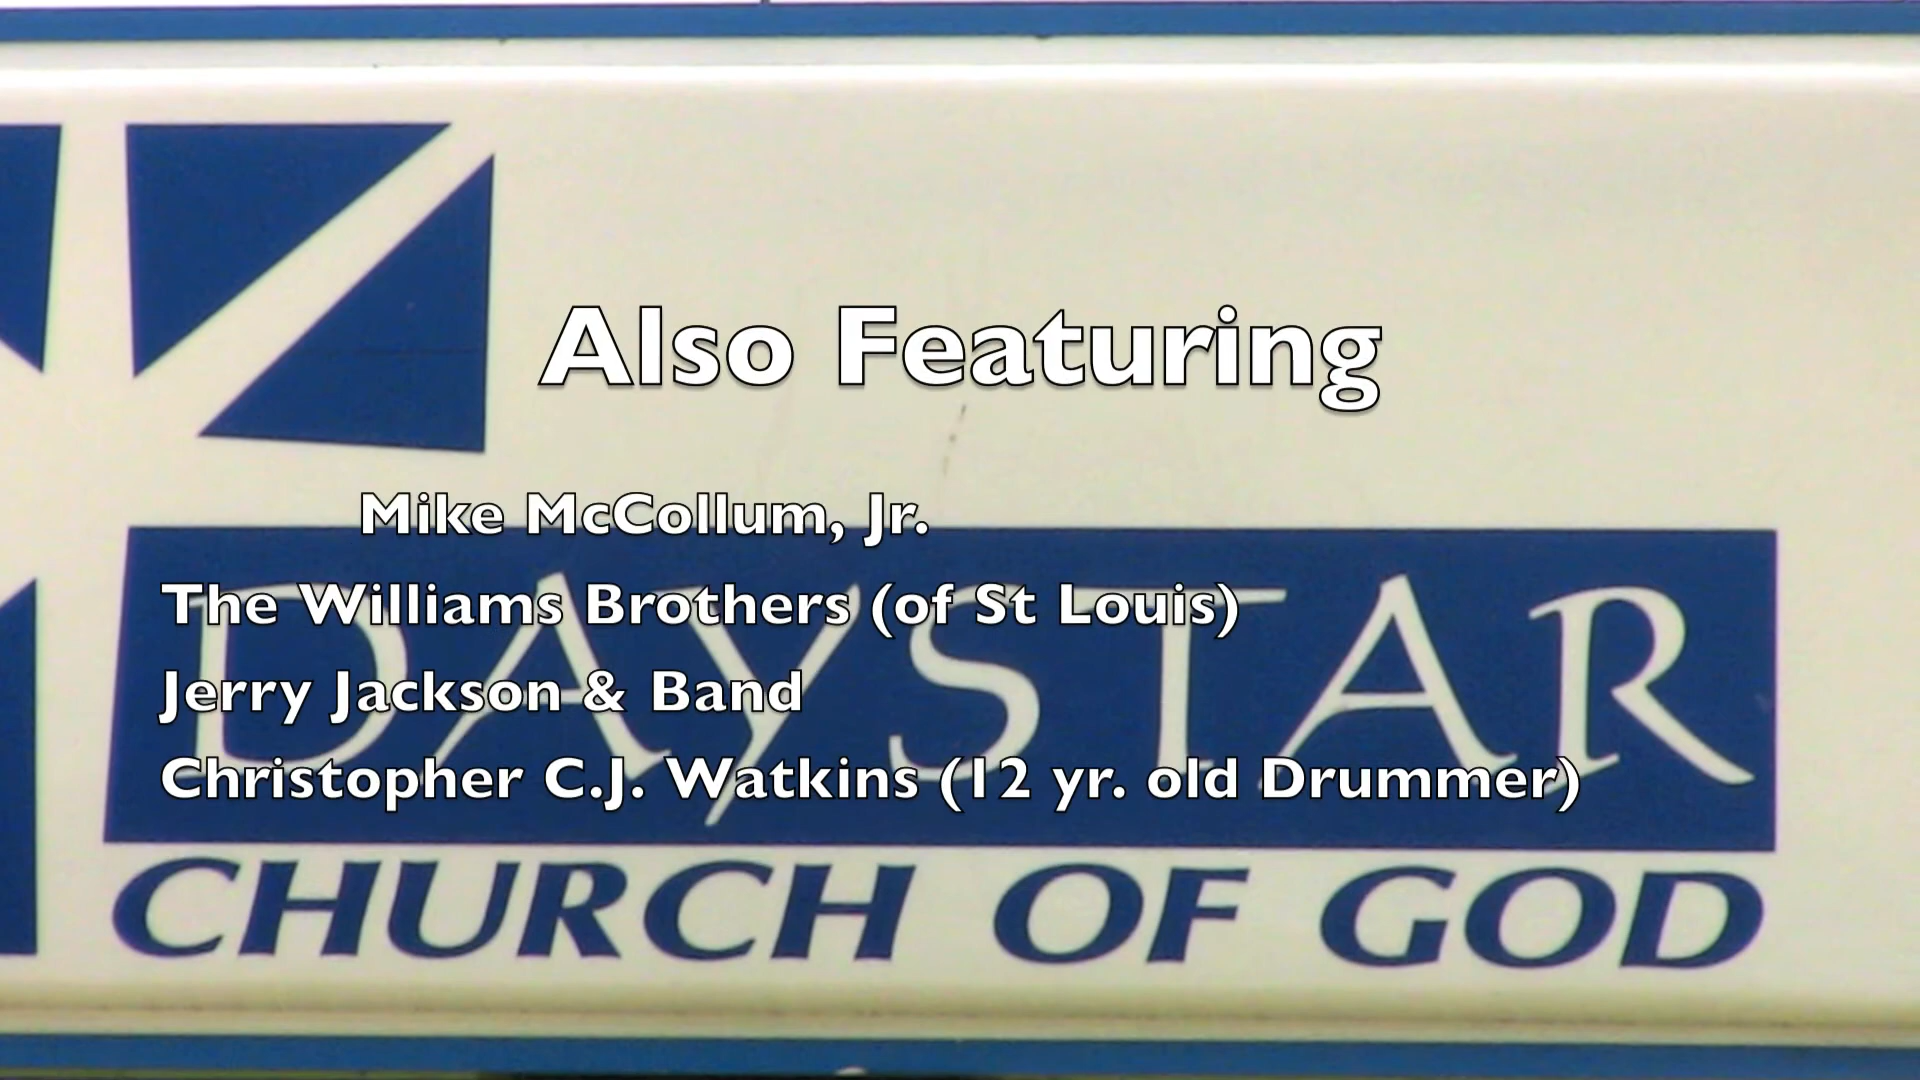 Also Featuring
Mike McCollum, Jr.
The Williams Brothers (of St Louis)
Jerry Jackson & Band
Christopher C.J. Watkins (12 yr. old Drummer)
DAYSTAR
CHURCH OF GOD